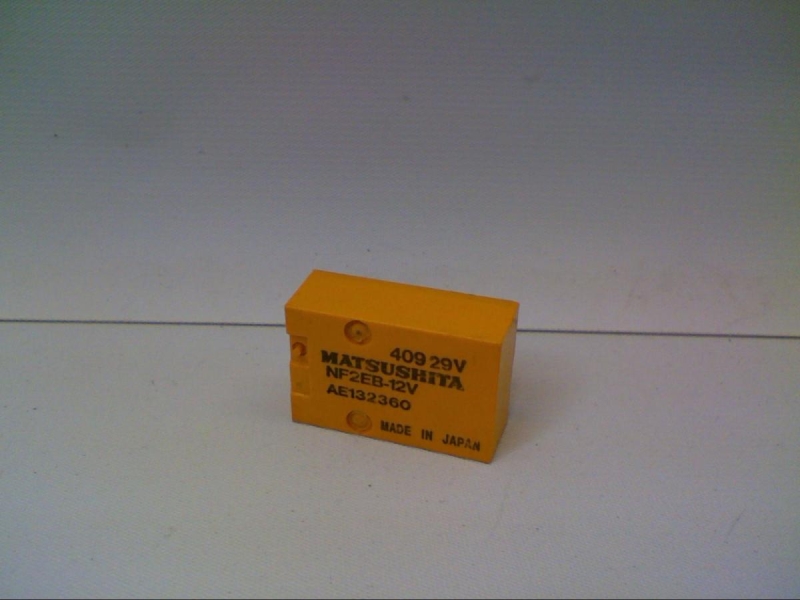 409 29V
MATSUSHITA
NF2EB-12V
AE132360
MADE IN JAPAN